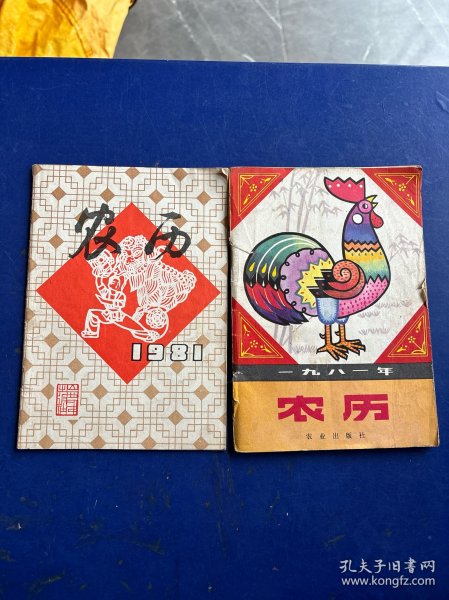 农历
1981
一九八一年
农历
农业出版社
孔夫子旧书网
www.kongfz.com